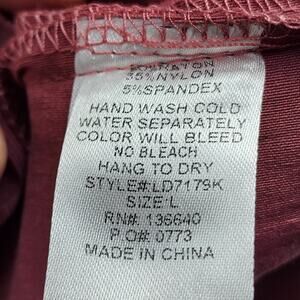 35% NYLON
5% SPANDEX
HAND WASH COLD
WATER SEPARATELY
COLOR WILL BLEED
NO BLEACH
HANG TO DRY
STYLE#:LD7179K
SIZE:L
RN#: 136640
P.O#: 0773
MADE IN CHINA